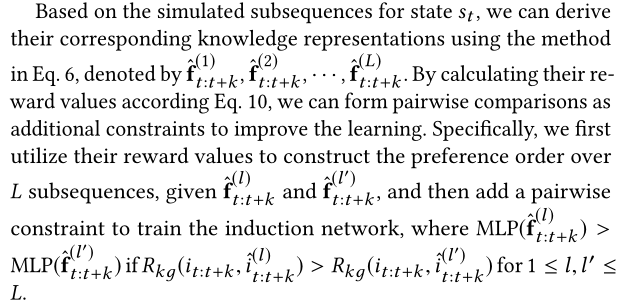 Based on the simulated subsequences for state $s_t$, we can derive
their corresponding knowledge representations using the method
in Eq. 6, denoted by $\hat{\mathbf{f}}^{(1)}_{t:t+k}, \hat{\mathbf{f}}^{(2)}_{t:t+k}, \cdots, \hat{\mathbf{f}}^{(L)}_{t:t+k}$. By calculating their re-
ward values according Eq. 10, we can form pairwise comparisons as
additional constraints to improve the learning. Specifically, we first
utilize their reward values to construct the preference order over
$L$ subsequences, given $\hat{\mathbf{f}}^{(l)}_{t:t+k}$ and $\hat{\mathbf{f}}^{(l')}_{t:t+k}$, and then add a pairwise
constraint to train the induction network, where $\mathrm{MLP}(\hat{\mathbf{f}}^{(l)}_{t:t+k}) >$
$\mathrm{MLP}(\hat{\mathbf{f}}^{(l')}_{t:t+k})$ if $R_{kg}(i_{t:t+k}, \hat{i}^{(l)}_{t:t+k}) > R_{kg}(i_{t:t+k}, \hat{i}^{(l')}_{t:t+k})$ for $1 \leq l, l' \leq$
$L$.